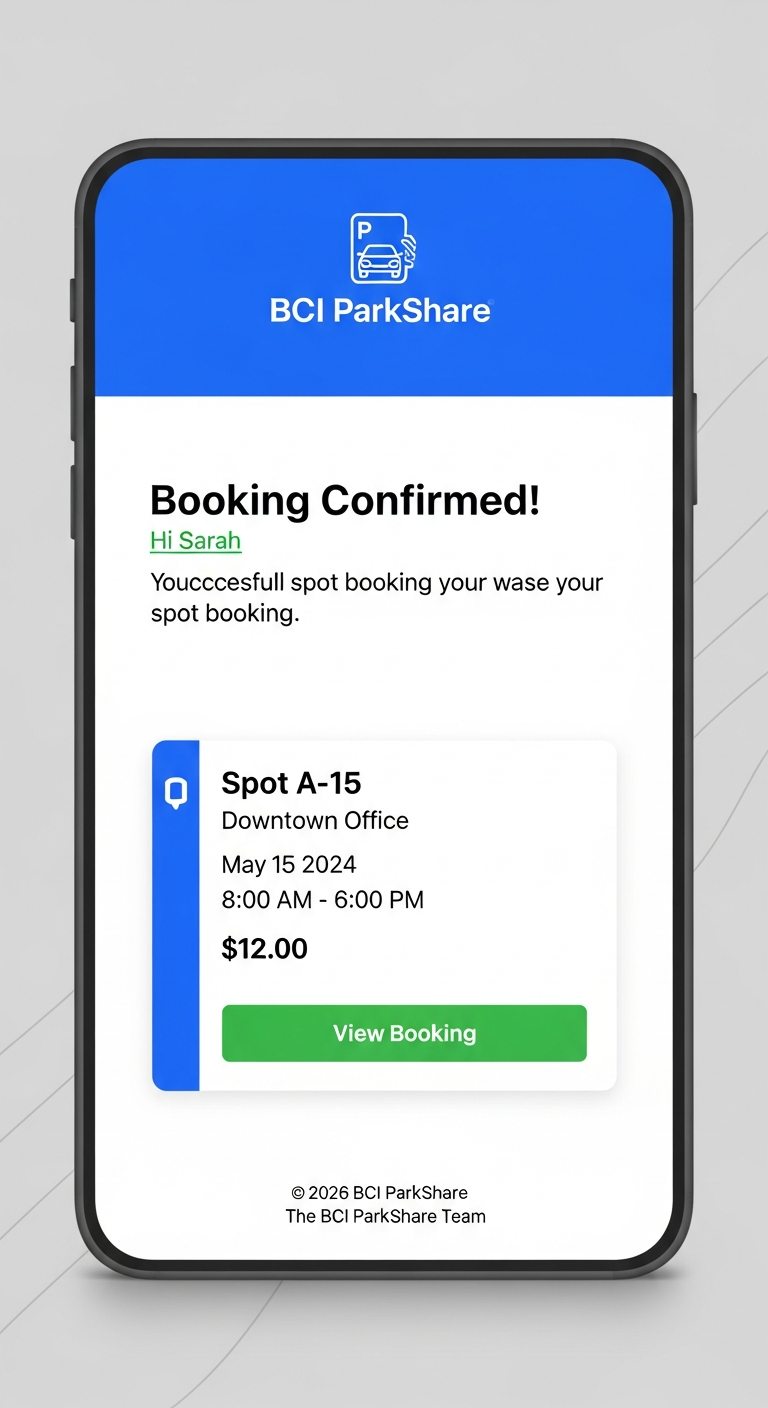 P
BCI ParkShare
Booking Confirmed!
Hi Sarah
Youcccesfull spot booking your wase your
spot booking.
Spot A-15
Downtown Office
May 15 2024
8:00 AM - 6:00 PM
$12.00
View Booking
© 2026 BCI ParkShare
The BCI ParkShare Team